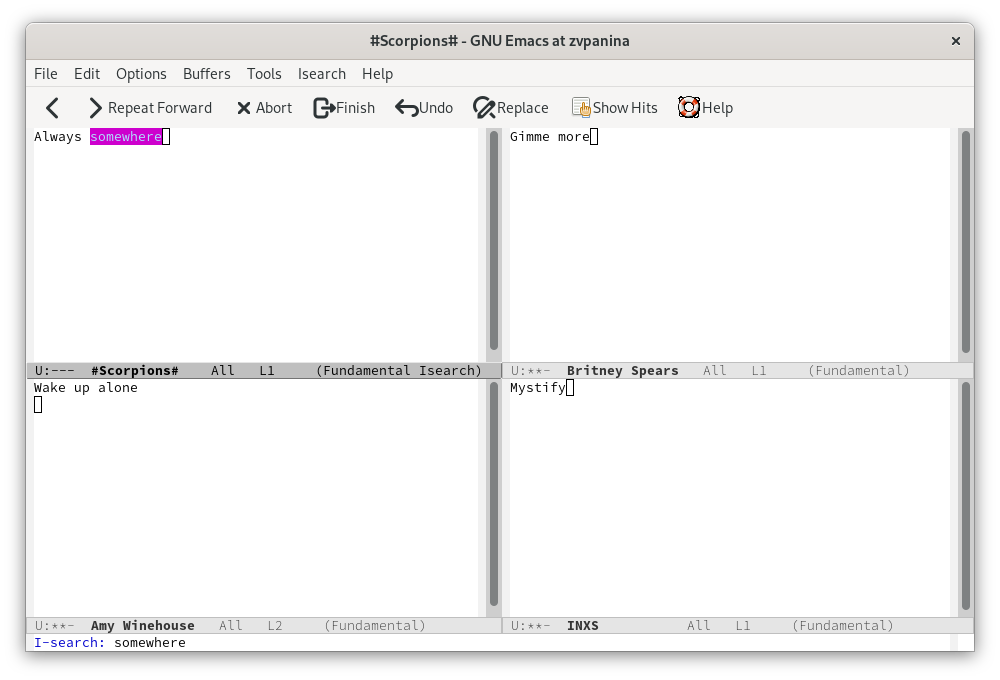 #Scorpions# - GNU Emacs at zvpanina ×
File Edit Options Buffers Tools Isearch Help
Repeat Forward Abort Finish Undo Replace Show Hits Help
Always somewhere
Gimme more
U:--- #Scorpions# All L1 (Fundamental Isearch)
U:**- Britney Spears All L1 (Fundamental)
Wake up alone
Mystify
U:**- Amy Winehouse All L2 (Fundamental)
U:**- INXS All L1 (Fundamental)
I-search: somewhere